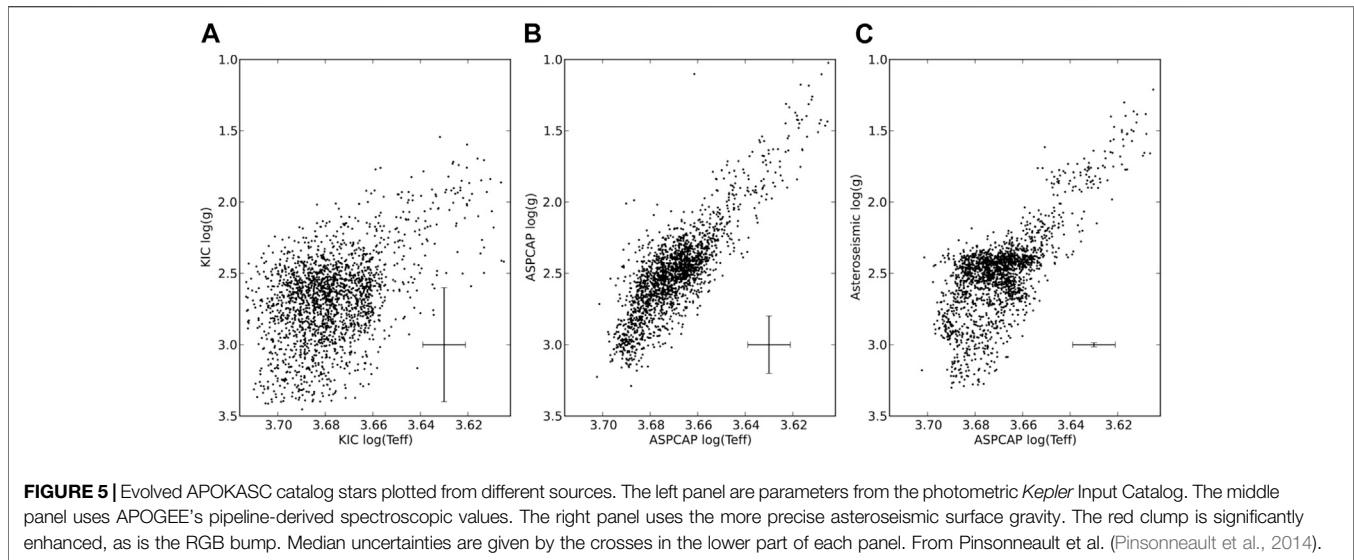 A
B
C
1.0
1.5
2.0
2.5
3.0
3.5
KIC log(g)
3.70 3.68 3.66 3.64 3.62
KIC log(Teff)
1.0
1.5
2.0
2.5
3.0
3.5
ASPCAP log(g)
3.70 3.68 3.66 3.64 3.62
ASPCAP log(Teff)
1.0
1.5
2.0
2.5
3.0
3.5
Asteroseismic log(g)
3.70 3.68 3.66 3.64 3.62
ASPCAP log(Teff)
FIGURE 5 | Evolved APOKASC catalog stars plotted from different sources. The left panel are parameters from the photometric Kepler Input Catalog. The middle
panel uses APOGEE's pipeline-derived spectroscopic values. The right panel uses the more precise asteroseismic surface gravity. The red clump is significantly
enhanced, as is the RGB bump. Median uncertainties are given by the crosses in the lower part of each panel. From Pinsonneault et al. (Pinsonneault et al., 2014).